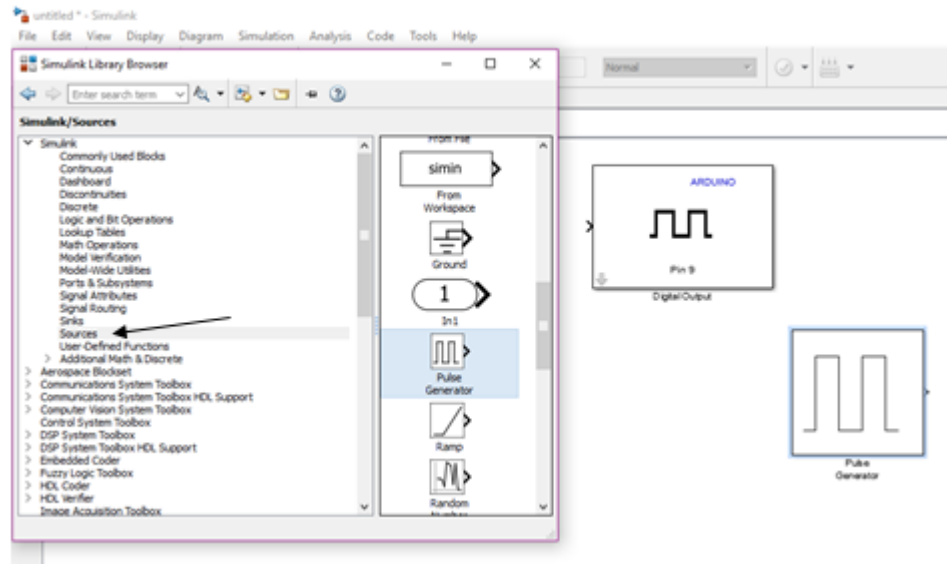 untitled * - Simulink
File Edit View Display Diagram Simulation Analysis Code Tools Help
Simulink Library Browser
Normal
Enter search term
Simulink/Sources
Simulink
Commonly Used Blocks
Continuous
Dashboard
Discontinuities
Discrete
Logic and Bit Operations
Lookup Tables
Math Operations
Model Verification
Model-Wide Utilities
Ports & Subsystems
Signal Attributes
Signal Routing
Sinks
Sources
User-Defined Functions
Additional Math & Discrete
Aerospace Blockset
Communications System Toolbox
Communications System Toolbox HDL Support
Computer Vision System Toolbox
Control System Toolbox
DSP System Toolbox
DSP System Toolbox HDL Support
Embedded Coder
Fuzzy Logic Toolbox
HDL Coder
HDL Verifier
Image Acquisition Toolbox
From File
simin
From
Workspace
Ground
1
In1
Pulse
Generator
Ramp
Random
Number
ARDUINO
Pin 9
Digital Output
Pulse
Generator